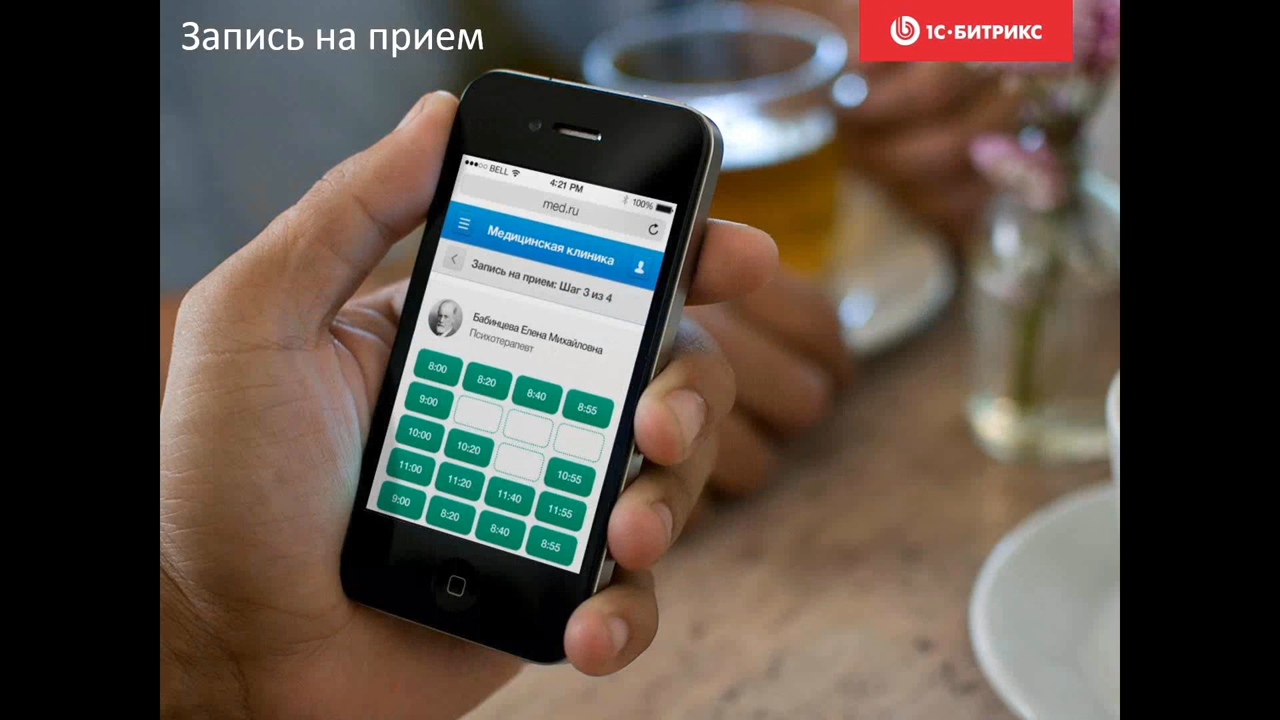 Запись на прием
1С·БИТРИКС
BELL
4:21 PM
100%
med.ru
Медицинская клиника
Запись на прием: Шаг 3 из 4
Бабинцева Елена Михайловна
Психотерапевт
8:00 8:20 8:40 8:55
9:00
10:00 10:20 10:55
11:00 11:20 11:40 11:55
9:00 8:20 8:40 8:55